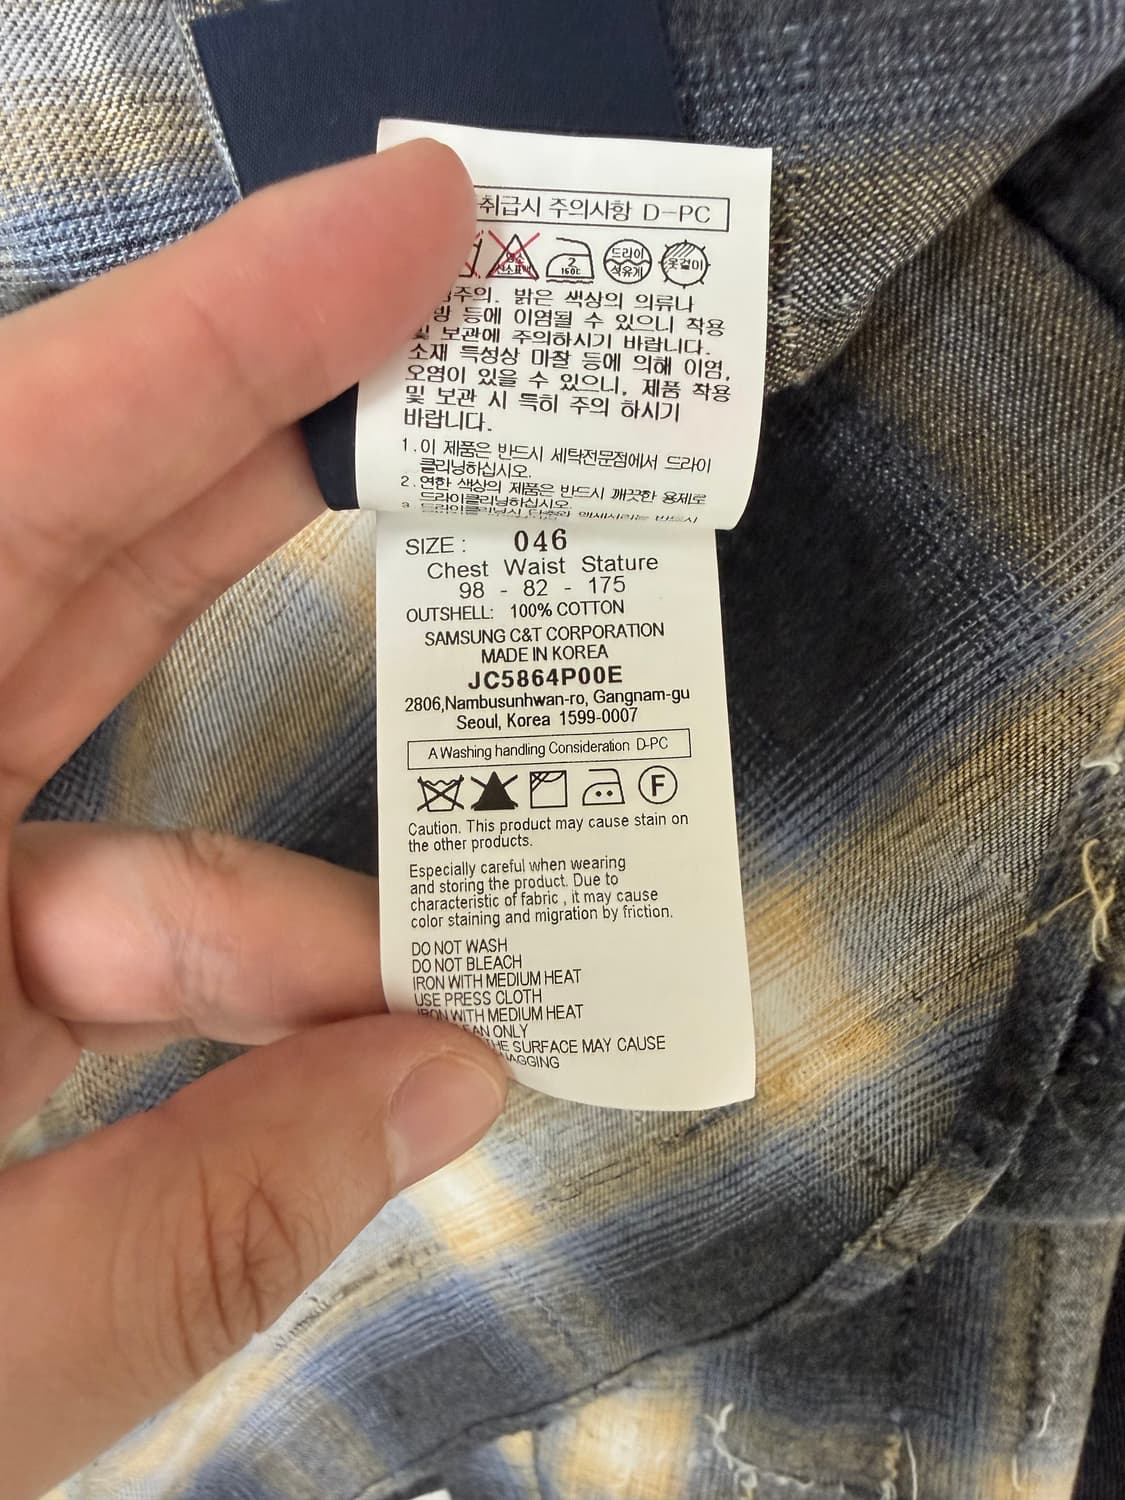 취급시 주의사항 D-PC
2
160℃
드라이
석유계
옷걸이
주의. 밝은 색상의 의류나
등에 이염될 수 있으니 착용
및 보관에 주의하시기 바랍니다.
소재 특성상 마찰 등에 의해 이염,
오염이 있을 수 있으니, 제품 착용
및 보관 시 특히 주의 하시기
바랍니다.
1.이 제품은 반드시 세탁전문점에서 드라이
클리닝하십시오.
2.연한 색상의 제품은 반드시 깨끗한 용제로
드라이클리닝하십시오.
SIZE : 046
Chest Waist Stature
98 - 82 - 175
OUTSHELL: 100% COTTON
SAMSUNG C&T CORPORATION
MADE IN KOREA
JC5864P00E
2806,Nambusunhwan-ro, Gangnam-gu
Seoul, Korea 1599-0007
A Washing handling Consideration D-PC
F
Caution. This product may cause stain on
the other products.
Especially careful when wearing
and storing the product. Due to
characteristic of fabric , it may cause
color staining and migration by friction.
DO NOT WASH
DO NOT BLEACH
IRON WITH MEDIUM HEAT
USE PRESS CLOTH
IRON WITH MEDIUM HEAT
ONLY
THE SURFACE MAY CAUSE